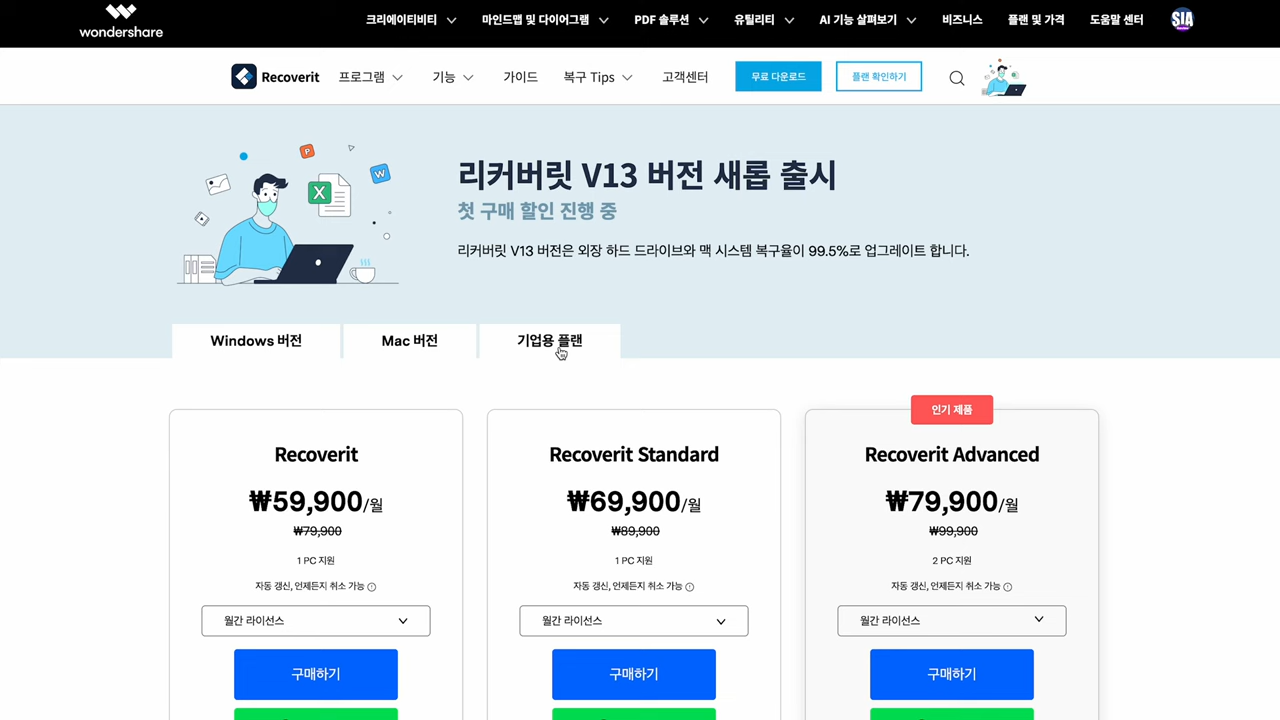 wondershare
크리에이티비티 마인드맵 및 다이어그램 PDF 솔루션 유틸리티 AI 기능 살펴보기 비즈니스 플랜 및 가격 도움말 센터 SIA
Recoverit 프로그램 기능 가이드 복구 Tips 고객센터 무료 다운로드 플랜 확인하기
P
W
X
리커버릿 V13 버전 새롭 출시
첫 구매 할인 진행 중
리커버릿 V13 버전은 외장 하드 드라이브와 맥 시스템 복구율이 99.5%로 업그레이트 합니다.
Windows 버전 Mac 버전 기업용 플랜
인기 제품
Recoverit Recoverit Standard Recoverit Advanced
₩59,900/월 ₩69,900/월 ₩79,900/월
₩79,900 ₩89,900 ₩99,900
1 PC 지원 1 PC 지원 2 PC 지원
자동 갱신, 언제든지 취소 가능 자동 갱신, 언제든지 취소 가능 자동 갱신, 언제든지 취소 가능
월간 라이선스 월간 라이선스 월간 라이선스
구매하기 구매하기 구매하기